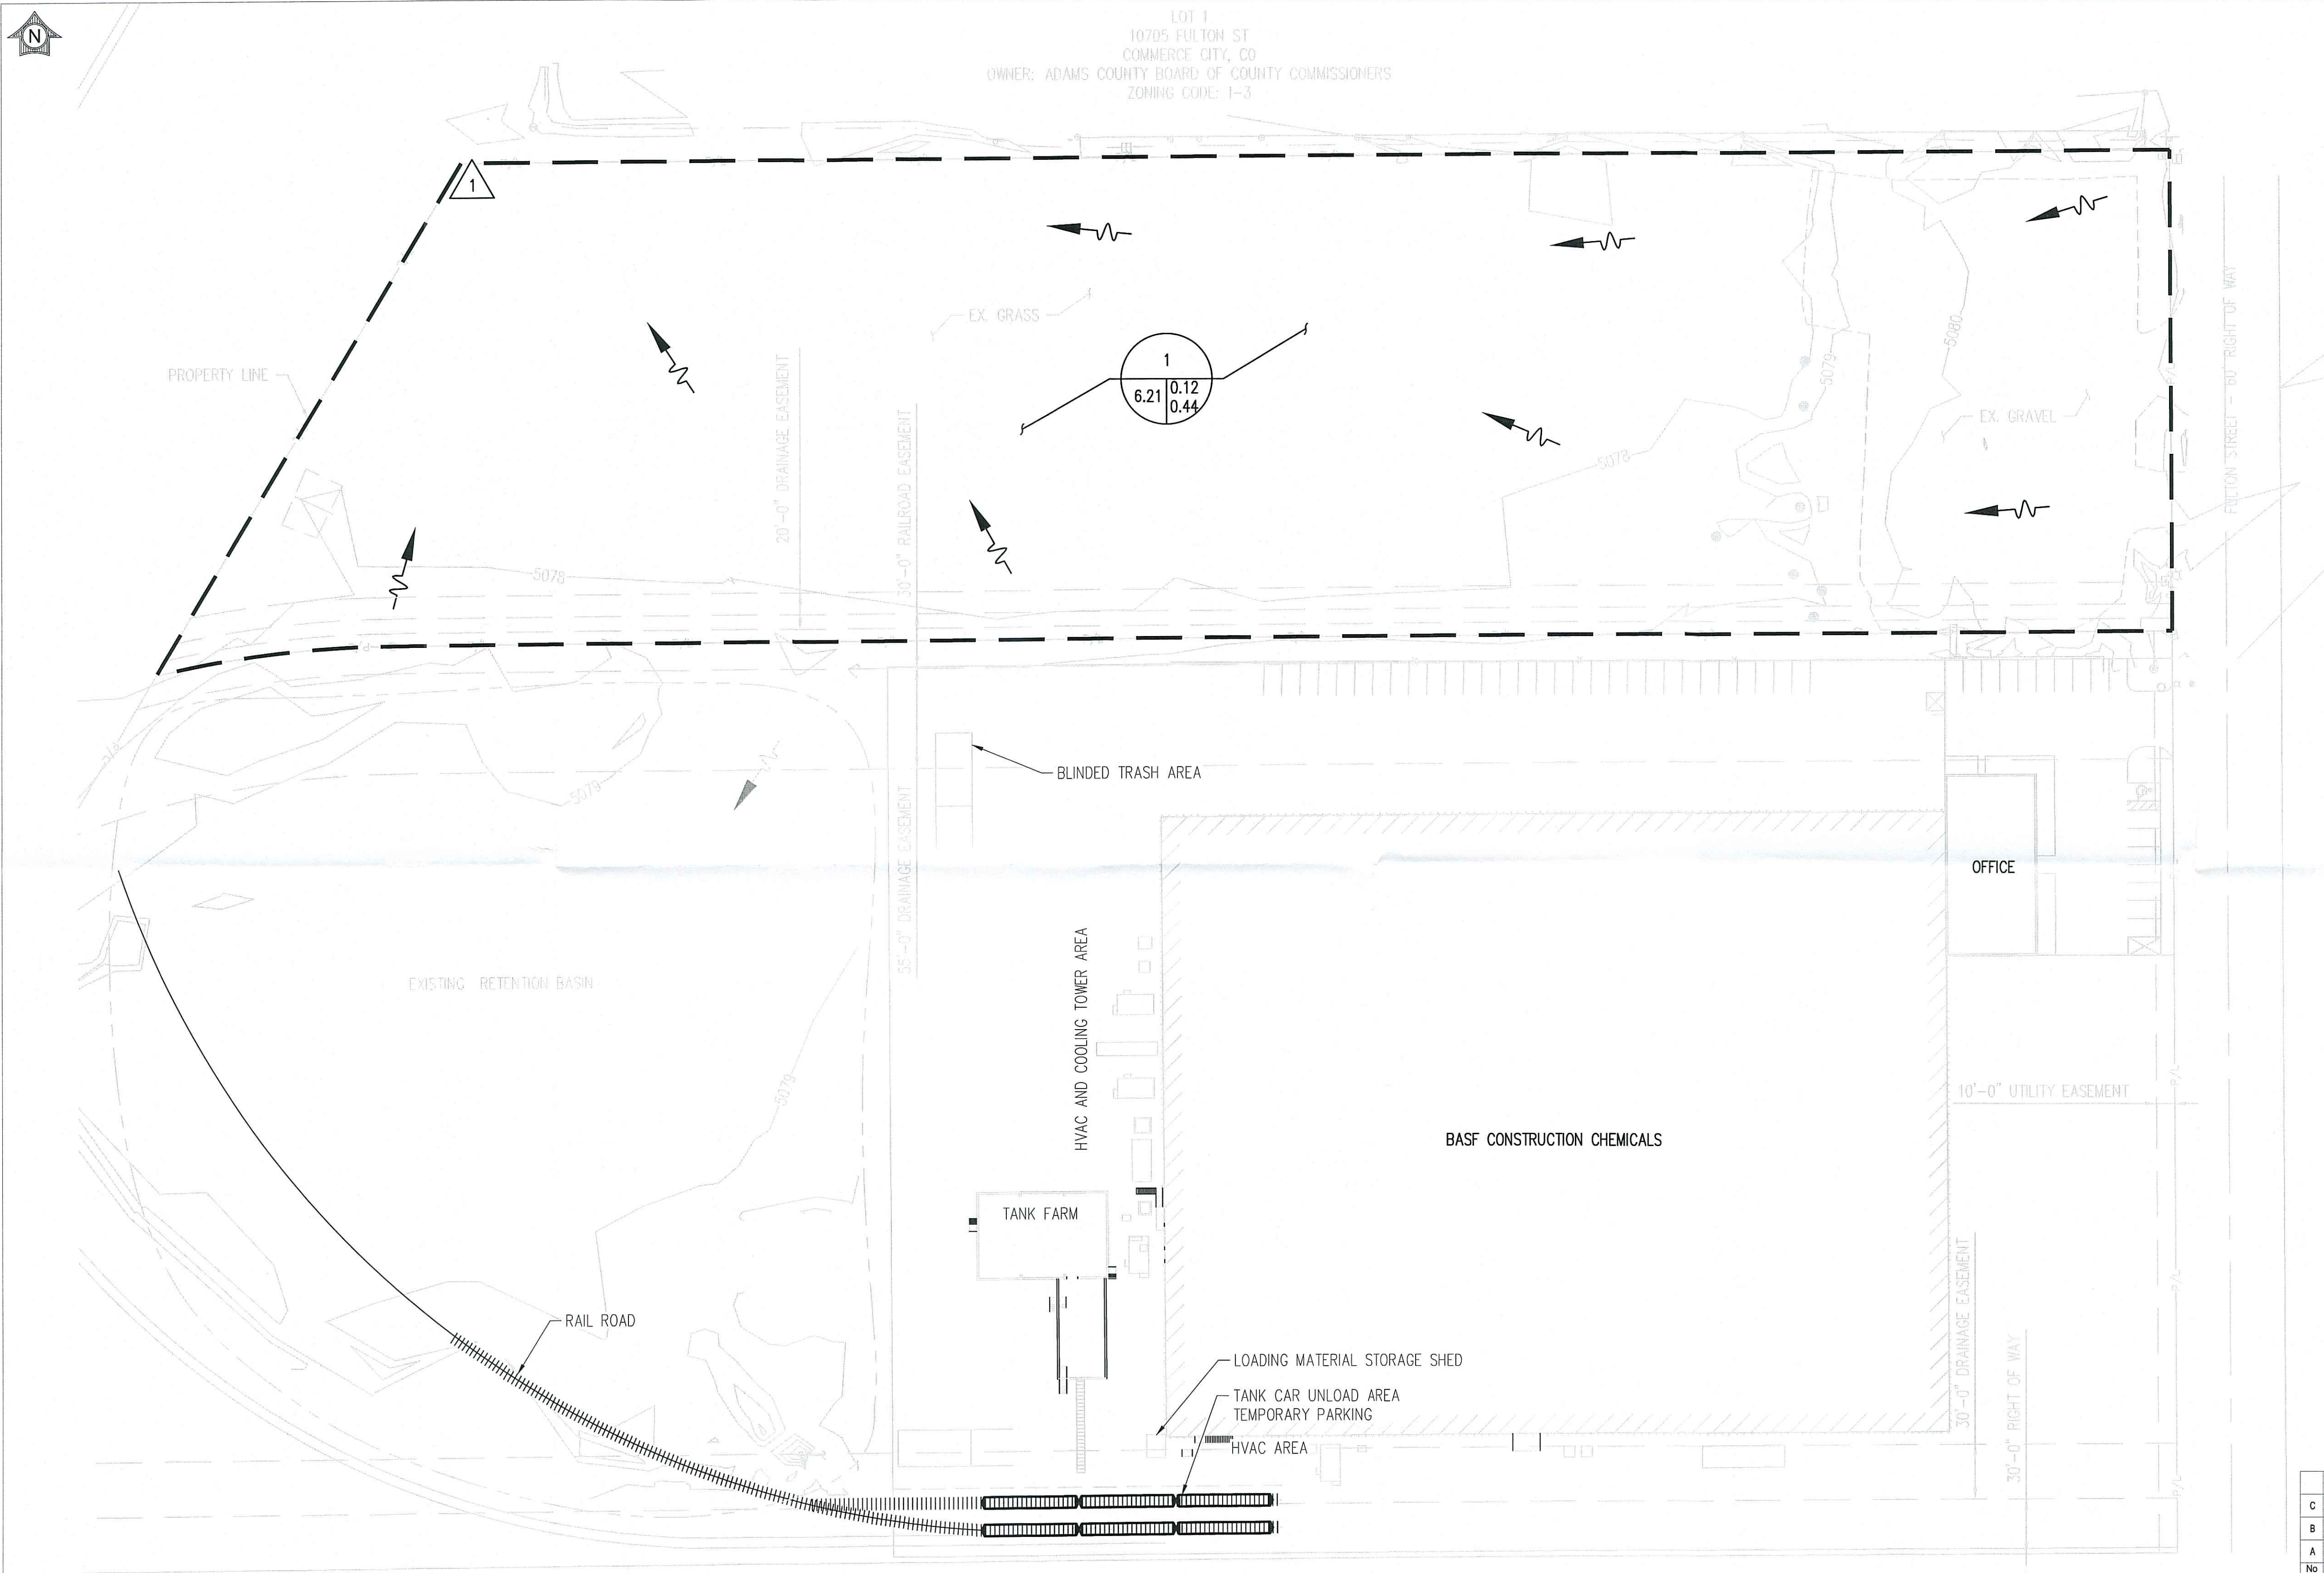 N
LOT 1
10705 FULTON ST
COMMERCE CITY, CO
OWNER: ADAMS COUNTY BOARD OF COUNTY COMMISSIONERS
ZONING CODE: I-3
1
EX. GRASS
1
6.21
0.12
0.44
PROPERTY LINE
20'-0" DRAINAGE EASEMENT
30'-0" RAILROAD EASEMENT
5079
5080
EX. GRAVEL
FULTON STREET - 60' RIGHT OF WAY
5078
5078
P/L
5079
BLINDED TRASH AREA
55'-0" DRAINAGE EASEMENT
OFFICE
EXISTING RETENTION BASIN
HVAC AND COOLING TOWER AREA
5079
10'-0" UTILITY EASEMENT
P/L
BASF CONSTRUCTION CHEMICALS
TANK FARM
30'-0" DRAINAGE EASEMENT
P/L
RAIL ROAD
30'-0" RIGHT OF WAY
LOADING MATERIAL STORAGE SHED
TANK CAR UNLOAD AREA
TEMPORARY PARKING
HVAC AREA
P/L
C
B
A
No